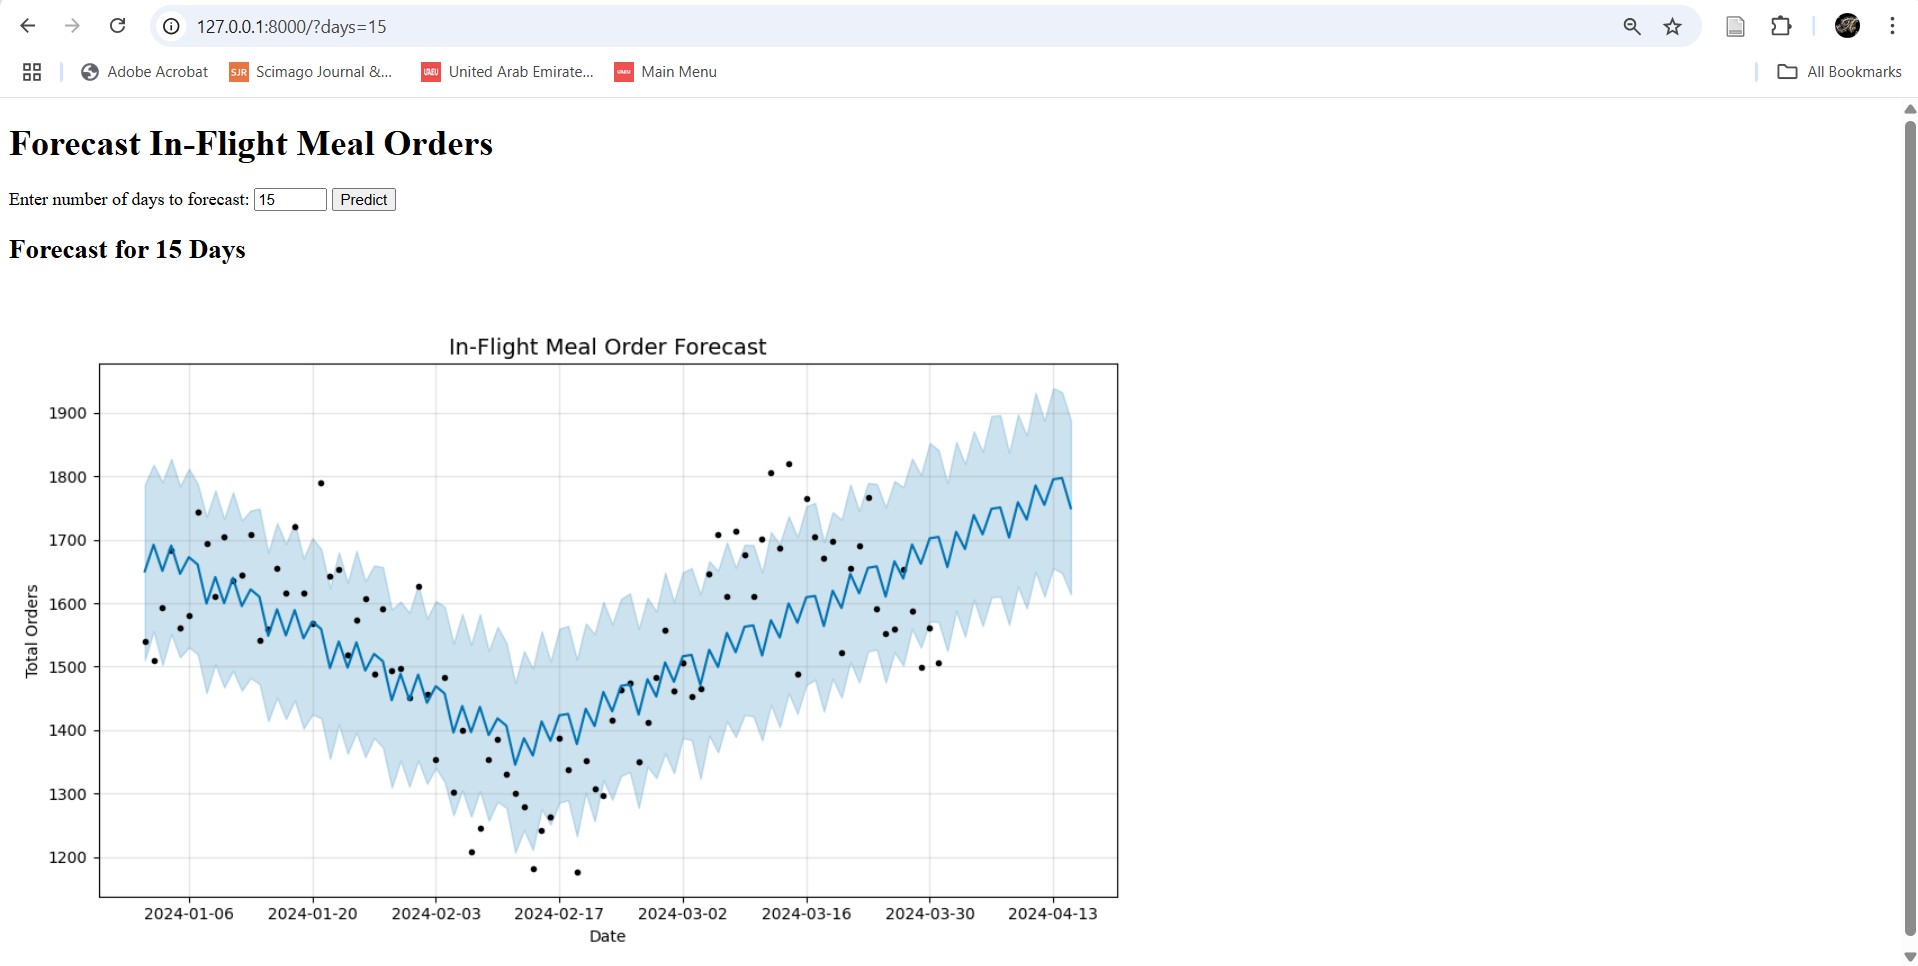 127.0.0.1:8000/?days=15
Adobe Acrobat SJR Scimago Journal &... UAEU United Arab Emirate... UAEU Main Menu All Bookmarks
Forecast In-Flight Meal Orders
Enter number of days to forecast: 15 Predict
Forecast for 15 Days
In-Flight Meal Order Forecast
1900
1800
1700
1600
1500
1400
1300
1200
Total Orders
2024-01-06 2024-01-20 2024-02-03 2024-02-17 2024-03-02 2024-03-16 2024-03-30 2024-04-13
Date